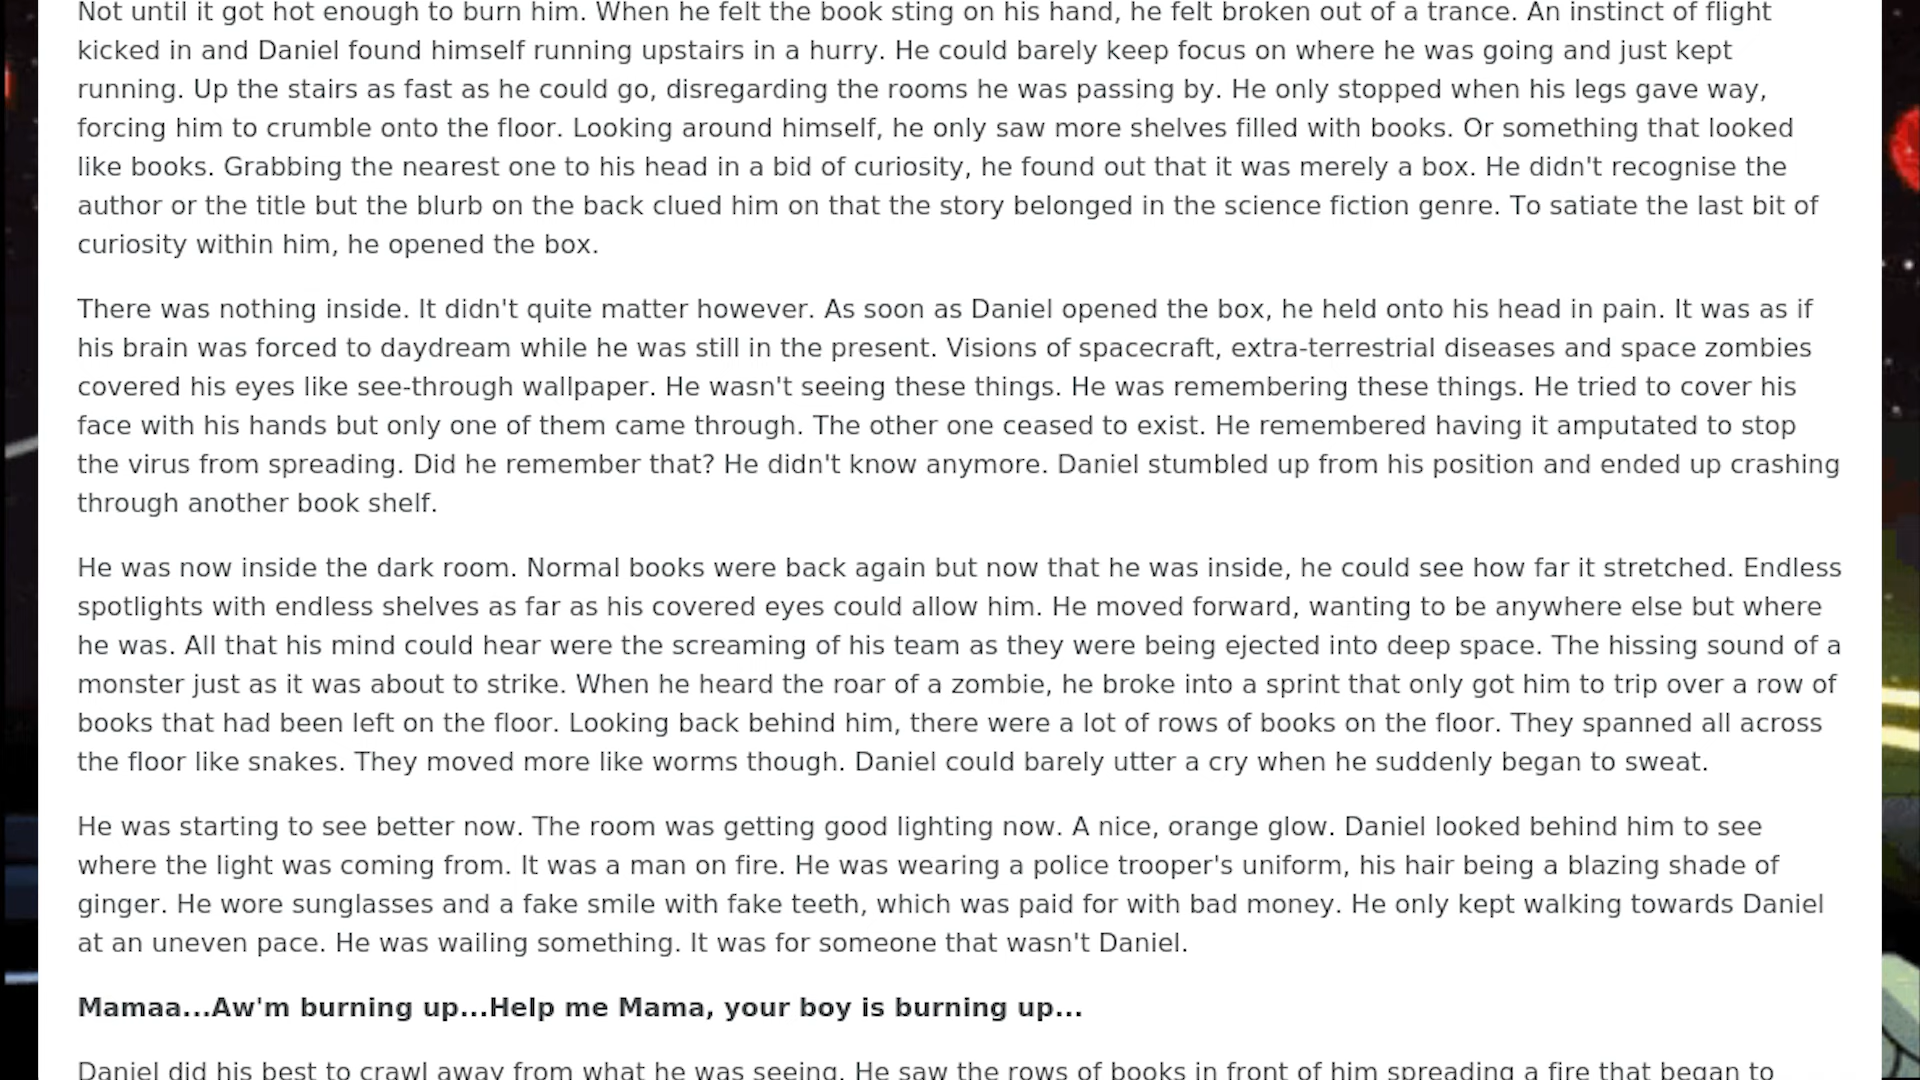 Not until it got hot enough to burn him. When he felt the book sting on his hand, he felt broken out of a trance. An instinct of flight
kicked in and Daniel found himself running upstairs in a hurry. He could barely keep focus on where he was going and just kept
running. Up the stairs as fast as he could go, disregarding the rooms he was passing by. He only stopped when his legs gave way,
forcing him to crumble onto the floor. Looking around himself, he only saw more shelves filled with books. Or something that looked
like books. Grabbing the nearest one to his head in a bid of curiosity, he found out that it was merely a box. He didn't recognise the
author or the title but the blurb on the back clued him on that the story belonged in the science fiction genre. To satiate the last bit of
curiosity within him, he opened the box.
There was nothing inside. It didn't quite matter however. As soon as Daniel opened the box, he held onto his head in pain. It was as if
his brain was forced to daydream while he was still in the present. Visions of spacecraft, extra-terrestrial diseases and space zombies
covered his eyes like see-through wallpaper. He wasn't seeing these things. He was remembering these things. He tried to cover his
face with his hands but only one of them came through. The other one ceased to exist. He remembered having it amputated to stop
the virus from spreading. Did he remember that? He didn't know anymore. Daniel stumbled up from his position and ended up crashing
through another book shelf.
He was now inside the dark room. Normal books were back again but now that he was inside, he could see how far it stretched. Endless
spotlights with endless shelves as far as his covered eyes could allow him. He moved forward, wanting to be anywhere else but where
he was. All that his mind could hear were the screaming of his team as they were being ejected into deep space. The hissing sound of a
monster just as it was about to strike. When he heard the roar of a zombie, he broke into a sprint that only got him to trip over a row of
books that had been left on the floor. Looking back behind him, there were a lot of rows of books on the floor. They spanned all across
the floor like snakes. They moved more like worms though. Daniel could barely utter a cry when he suddenly began to sweat.
He was starting to see better now. The room was getting good lighting now. A nice, orange glow. Daniel looked behind him to see
where the light was coming from. It was a man on fire. He was wearing a police trooper's uniform, his hair being a blazing shade of
ginger. He wore sunglasses and a fake smile with fake teeth, which was paid for with bad money. He only kept walking towards Daniel
at an uneven pace. He was wailing something. It was for someone that wasn't Daniel.
Mamaa...Aw'm burning up...Help me Mama, your boy is burning up...
Daniel did his best to crawl away from what he was seeing. He saw the rows of books in front of him spreading a fire that began to